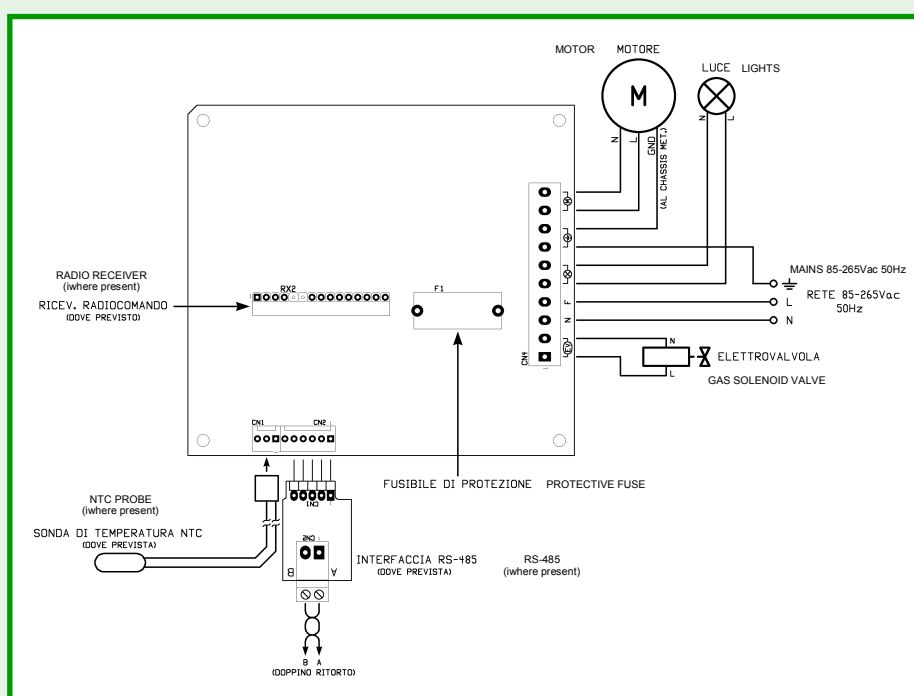 MOTOR MOTORE
M
N
L
GND
(AL CHASSIS MET.)
LUCE LIGHTS
N
L
RADIO RECEIVER
(iwhere present)
RICEV. RADIOCOMANDO
(DOVE PREVISTO)
1
RX2
F1
F
N
EV
CN4
1
MAINS 85-265Vac 50Hz
RETE 85-265Vac
50Hz
L
N
N
L
ELETTROVALVOLA
GAS SOLENOID VALVE
CN1
CN2
FUSIBILE DI PROTEZIONE PROTECTIVE FUSE
NTC PROBE
(iwhere present)
SONDA DI TEMPERATURA NTC
(DOVE PREVISTA)
CN1
CN2
B
A
INTERFACCIA RS-485
(DOVE PREVISTA)
RS-485
(iwhere present)
B A
(DOPPINO RITORTO)